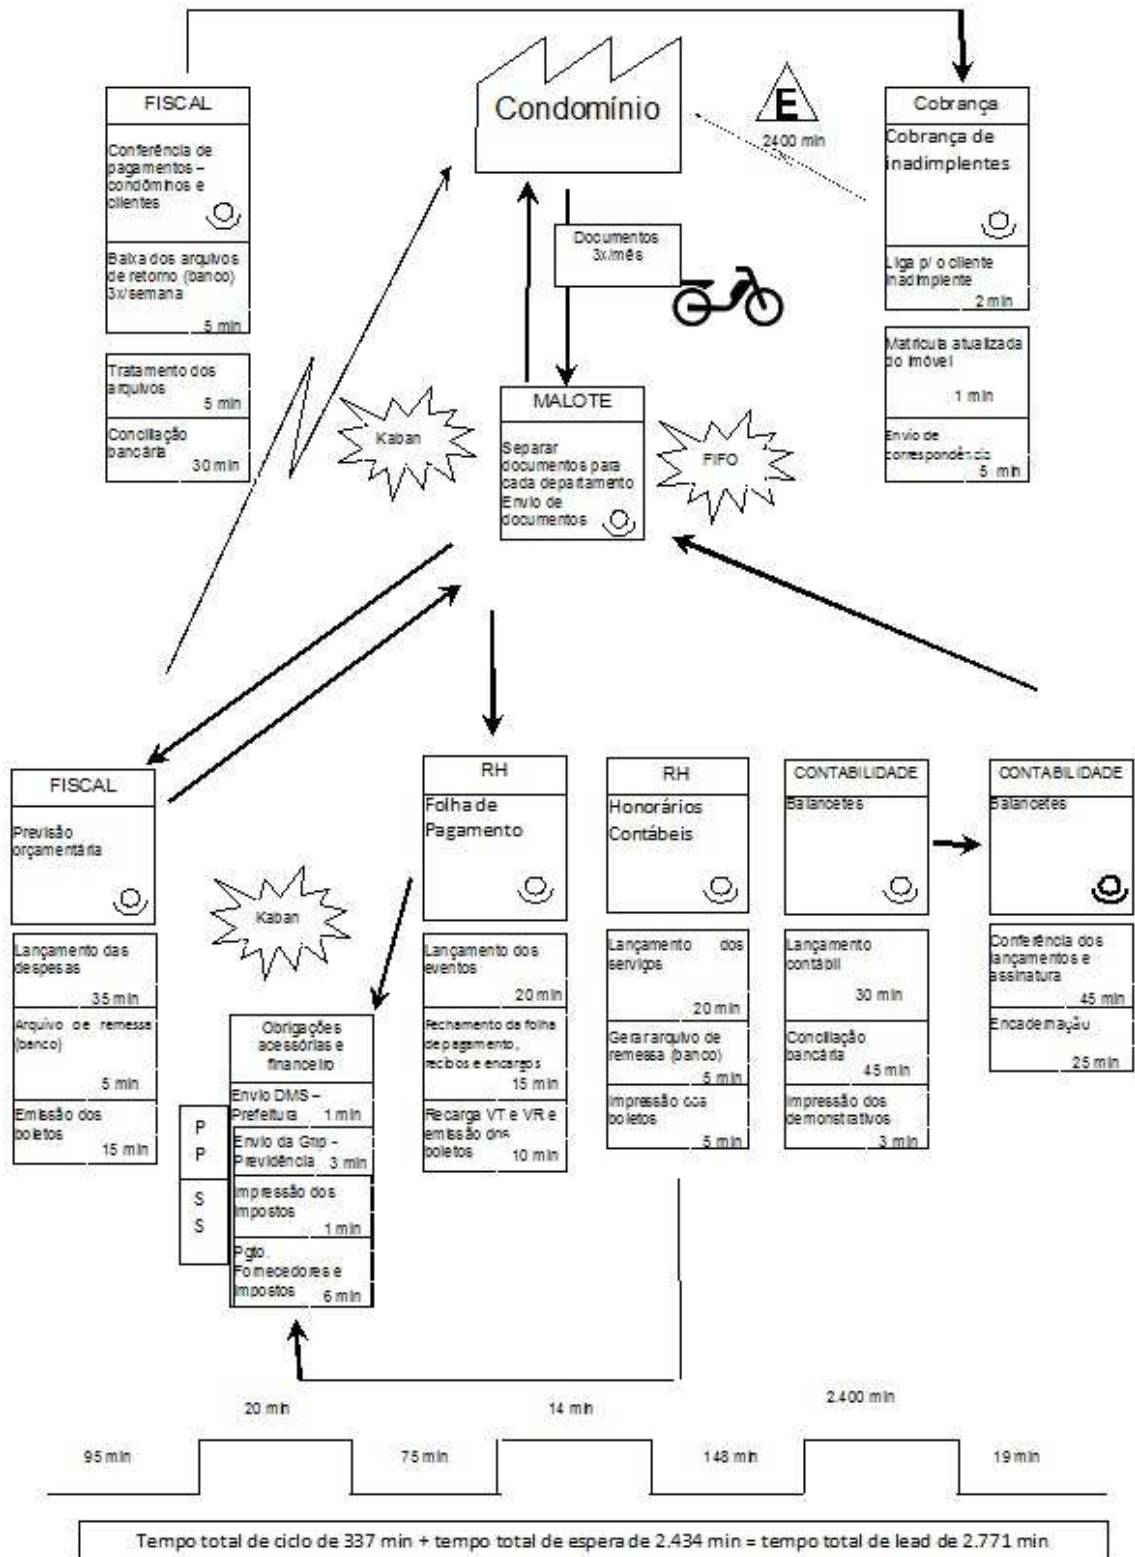 FISCAL
Conferência de
pagamentos –
condôminos e
clientes
Baixa dos arquivos
de retorno (banco)
3x/semana
5 min
Tratamento dos
arquivos
5 min
Conciliação
bancária
30 min
Condomínio
E
2400 min
Cobrança
Cobrança de
inadimplentes
Liga p/ o cliente
inadimplente
2 min
Matrícula atualizada
do imóvel
1 min
Envio de
correspondência
5 min
Documentos
3x/mês
Kaban
MALOTE
Separar
documentos para
cada departamento
Envio de
documentos
FIFO
FISCAL
Previsão
orçamentária
Lançamento das
despesas
35 min
Arquivo de remessa
(banco)
5 min
Emissão dos
boletos
15 min
Kaban
Obrigações
acessórias e
financeiro
Envio DMS –
Prefeitura 1 min
Envio da Gfip –
Previdência 3 min
Impressão dos
impostos
1 min
Pgto.
Fornecedores e
impostos
6 min
P
P
S
S
RH
Folha de
Pagamento
Lançamento dos
eventos
20 min
Fechamento da folha
de pagamento,
recibos e encargos
15 min
Recarga VT e VR e
emissão dos
boletos 10 min
RH
Honorários
Contábeis
Lançamento dos
serviços
20 min
Gerar arquivo de
remessa (banco)
5 min
Impressão dos
boletos
5 min
CONTABILIDADE
Balancetes
Lançamento
contábil
30 min
Conciliação
bancária
45 min
Impressão dos
demonstrativos
3 min
CONTABILIDADE
Balancetes
Conferência dos
lançamentos e
assinatura
45 min
Encadernação
25 min
20 min
14 min
2.400 min
95 min
75 min
148 min
19 min
Tempo total de ciclo de 337 min + tempo total de espera de 2.434 min = tempo total de lead de 2.771 min